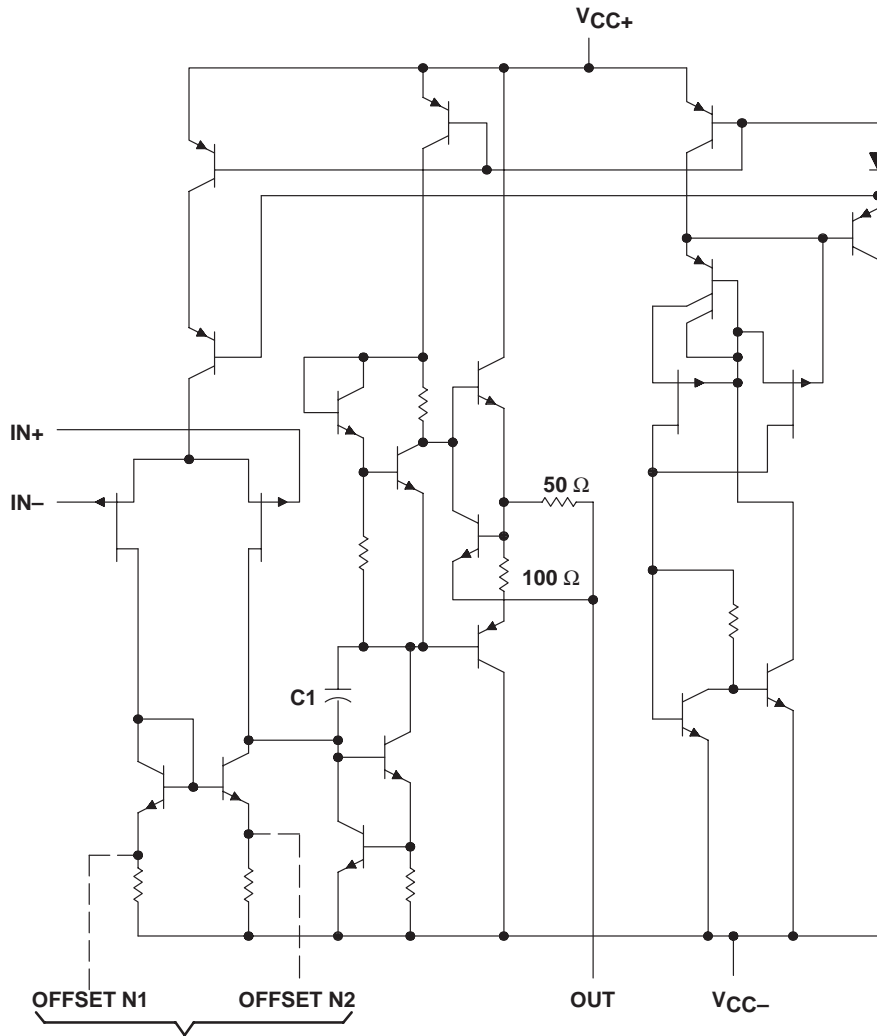 VCC+
IN+
IN–
50 Ω
100 Ω
C1
OFFSET N1
OFFSET N2
OUT
VCC–